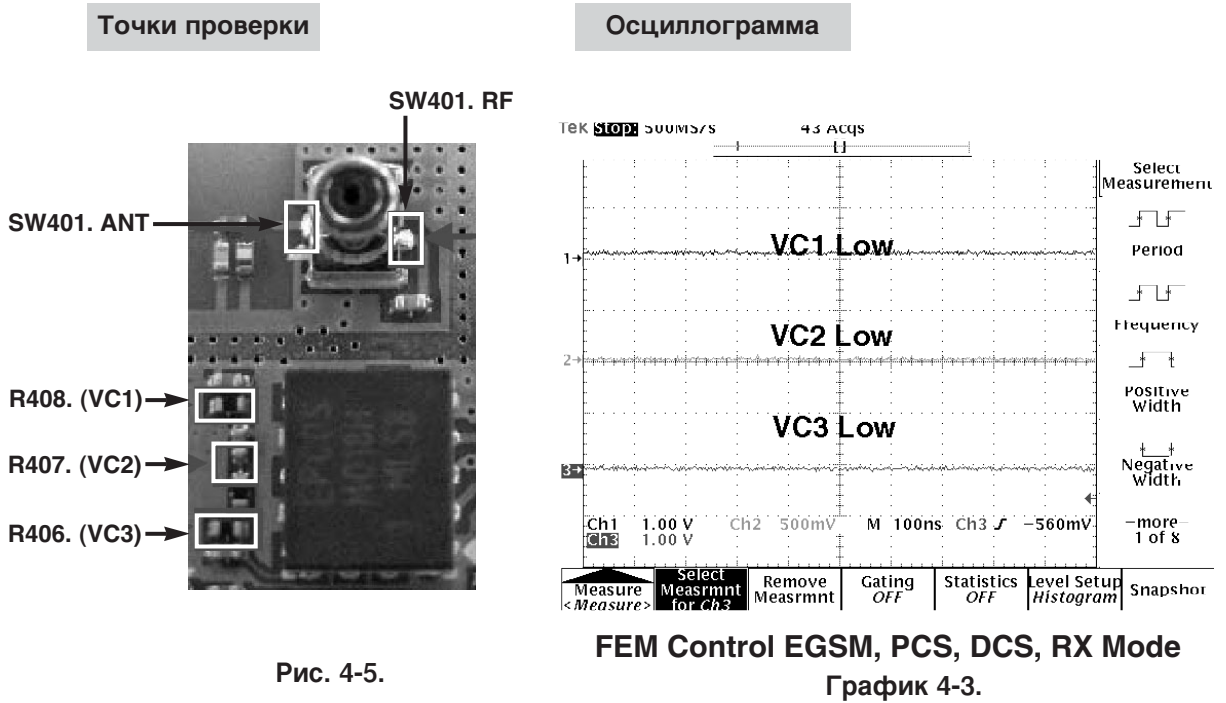 Точки проверки
Осциллограмма
SW401. RF
SW401. ANT
R408. (VC1)
R407. (VC2)
R406. (VC3)
Tek Stop: 500MS/s 43 Acqs
Select
Measurement
VC1 Low
1
Period
Frequency
VC2 Low
2
Positive
Width
VC3 Low
3
Negative
Width
Ch1 1.00 V Ch2 500mV M 100ns Ch3 -560mV
Ch3 1.00 V
-more-
1 of 8
Measure
<Measure>
Select
Measrmnt
for Ch3
Remove
Measrmnt
Gating
OFF
Statistics
OFF
Level Setup
Histogram
Snapshot
Рис. 4-5.
FEM Control EGSM, PCS, DCS, RX Mode
График 4-3.